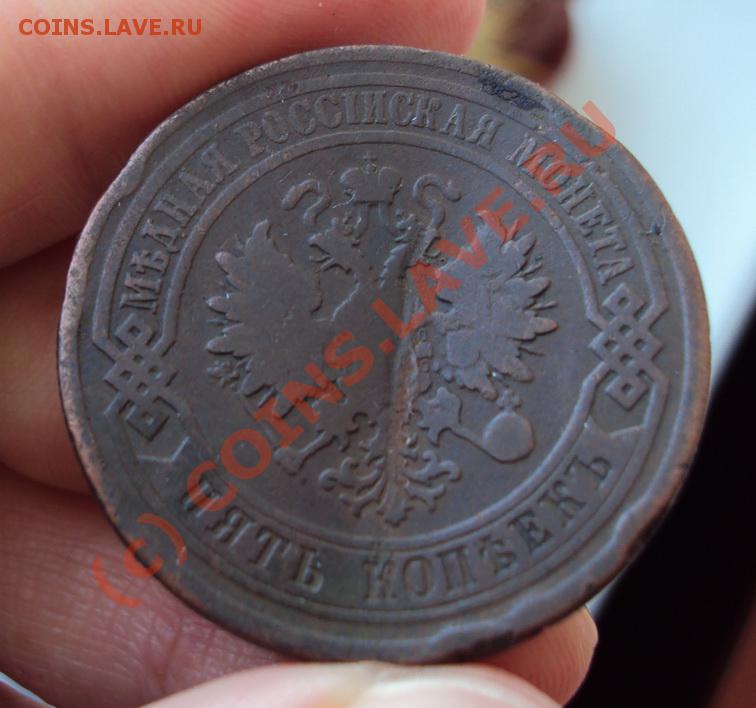 COINS.LAVE.RU
МѢДНАЯ РОССІЙСКАЯ МОНЕТА
ПЯТЬ КОПѢЕКЪ
(c) COINS.LAVE.RU